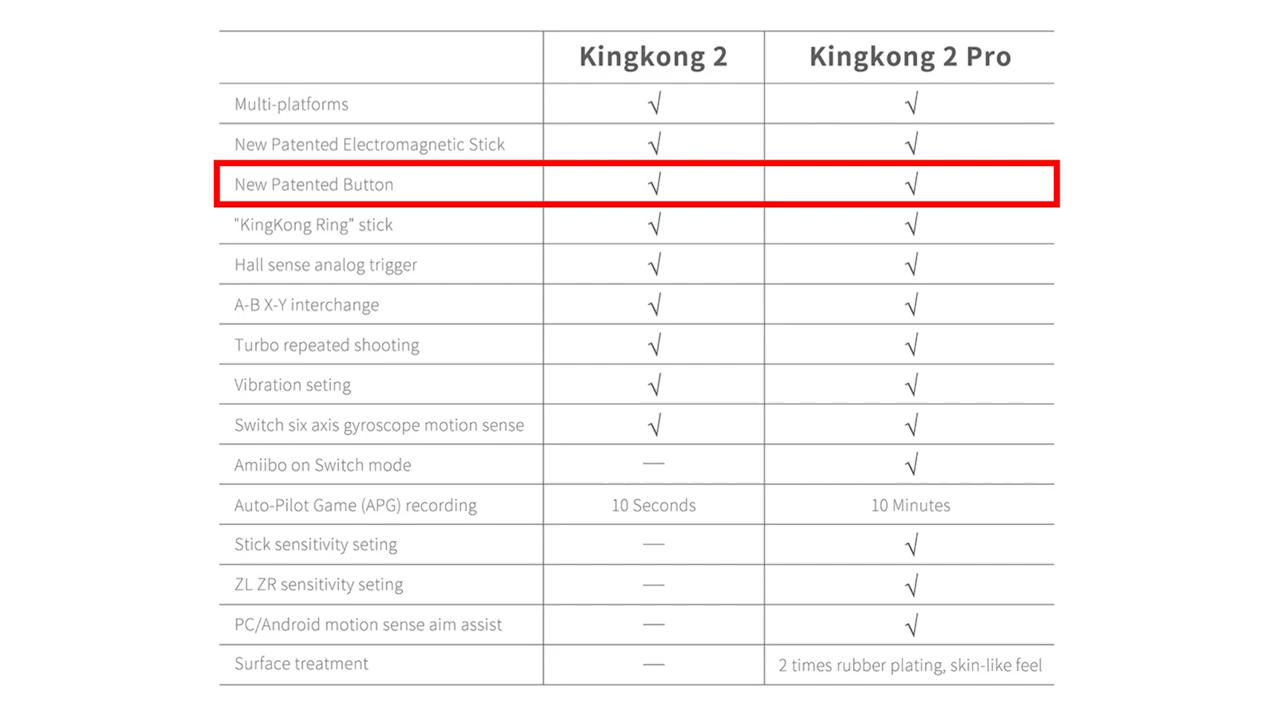 Kingkong 2 Kingkong 2 Pro
Multi-platforms √ √
New Patented Electromagnetic Stick √ √
New Patented Button √ √
"KingKong Ring" stick √ √
Hall sense analog trigger √ √
A-B X-Y interchange √ √
Turbo repeated shooting √ √
Vibration seting √ √
Switch six axis gyroscope motion sense √ √
Amiibo on Switch mode — √
Auto-Pilot Game (APG) recording 10 Seconds 10 Minutes
Stick sensitivity seting — √
ZL ZR sensitivity seting — √
PC/Android motion sense aim assist — √
Surface treatment — 2 times rubber plating, skin-like feel